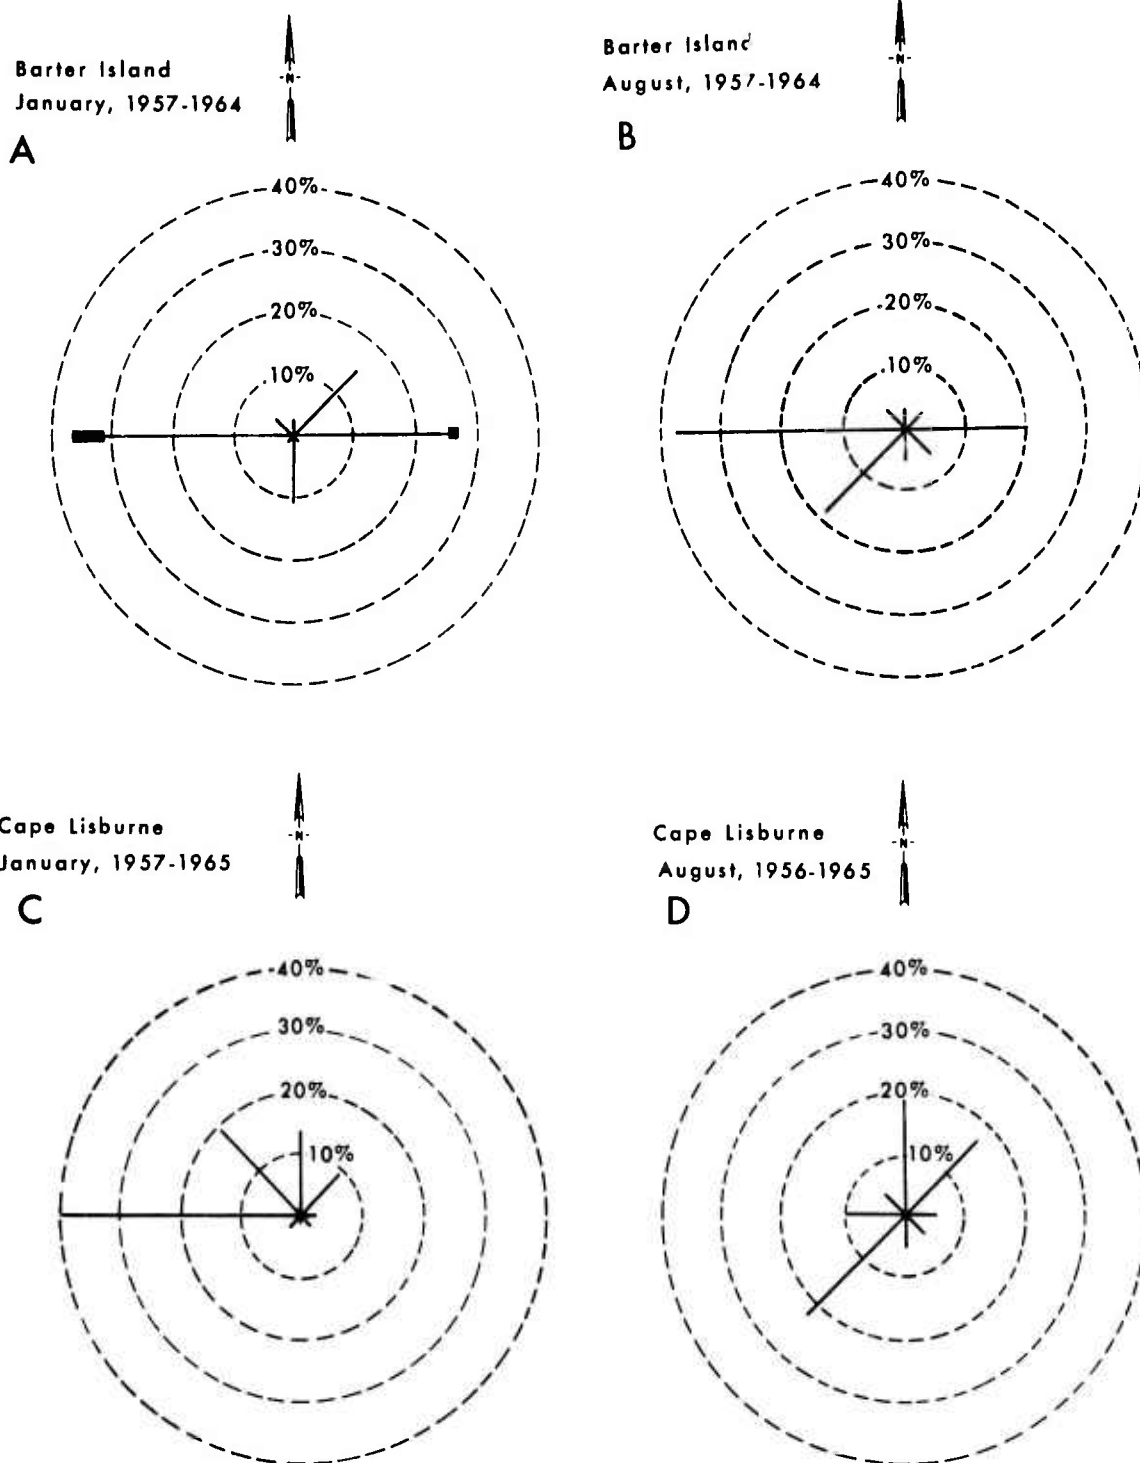 Barter Island
January, 1957-1964
-N-
A
40%
30%
20%
10%
Barter Island
August, 1957-1964
-N-
B
40%
30%
20%
10%
Cape Lisburne
January, 1957-1965
-N-
C
40%
30%
20%
10%
Cape Lisburne
August, 1956-1965
-N-
D
40%
30%
20%
10%